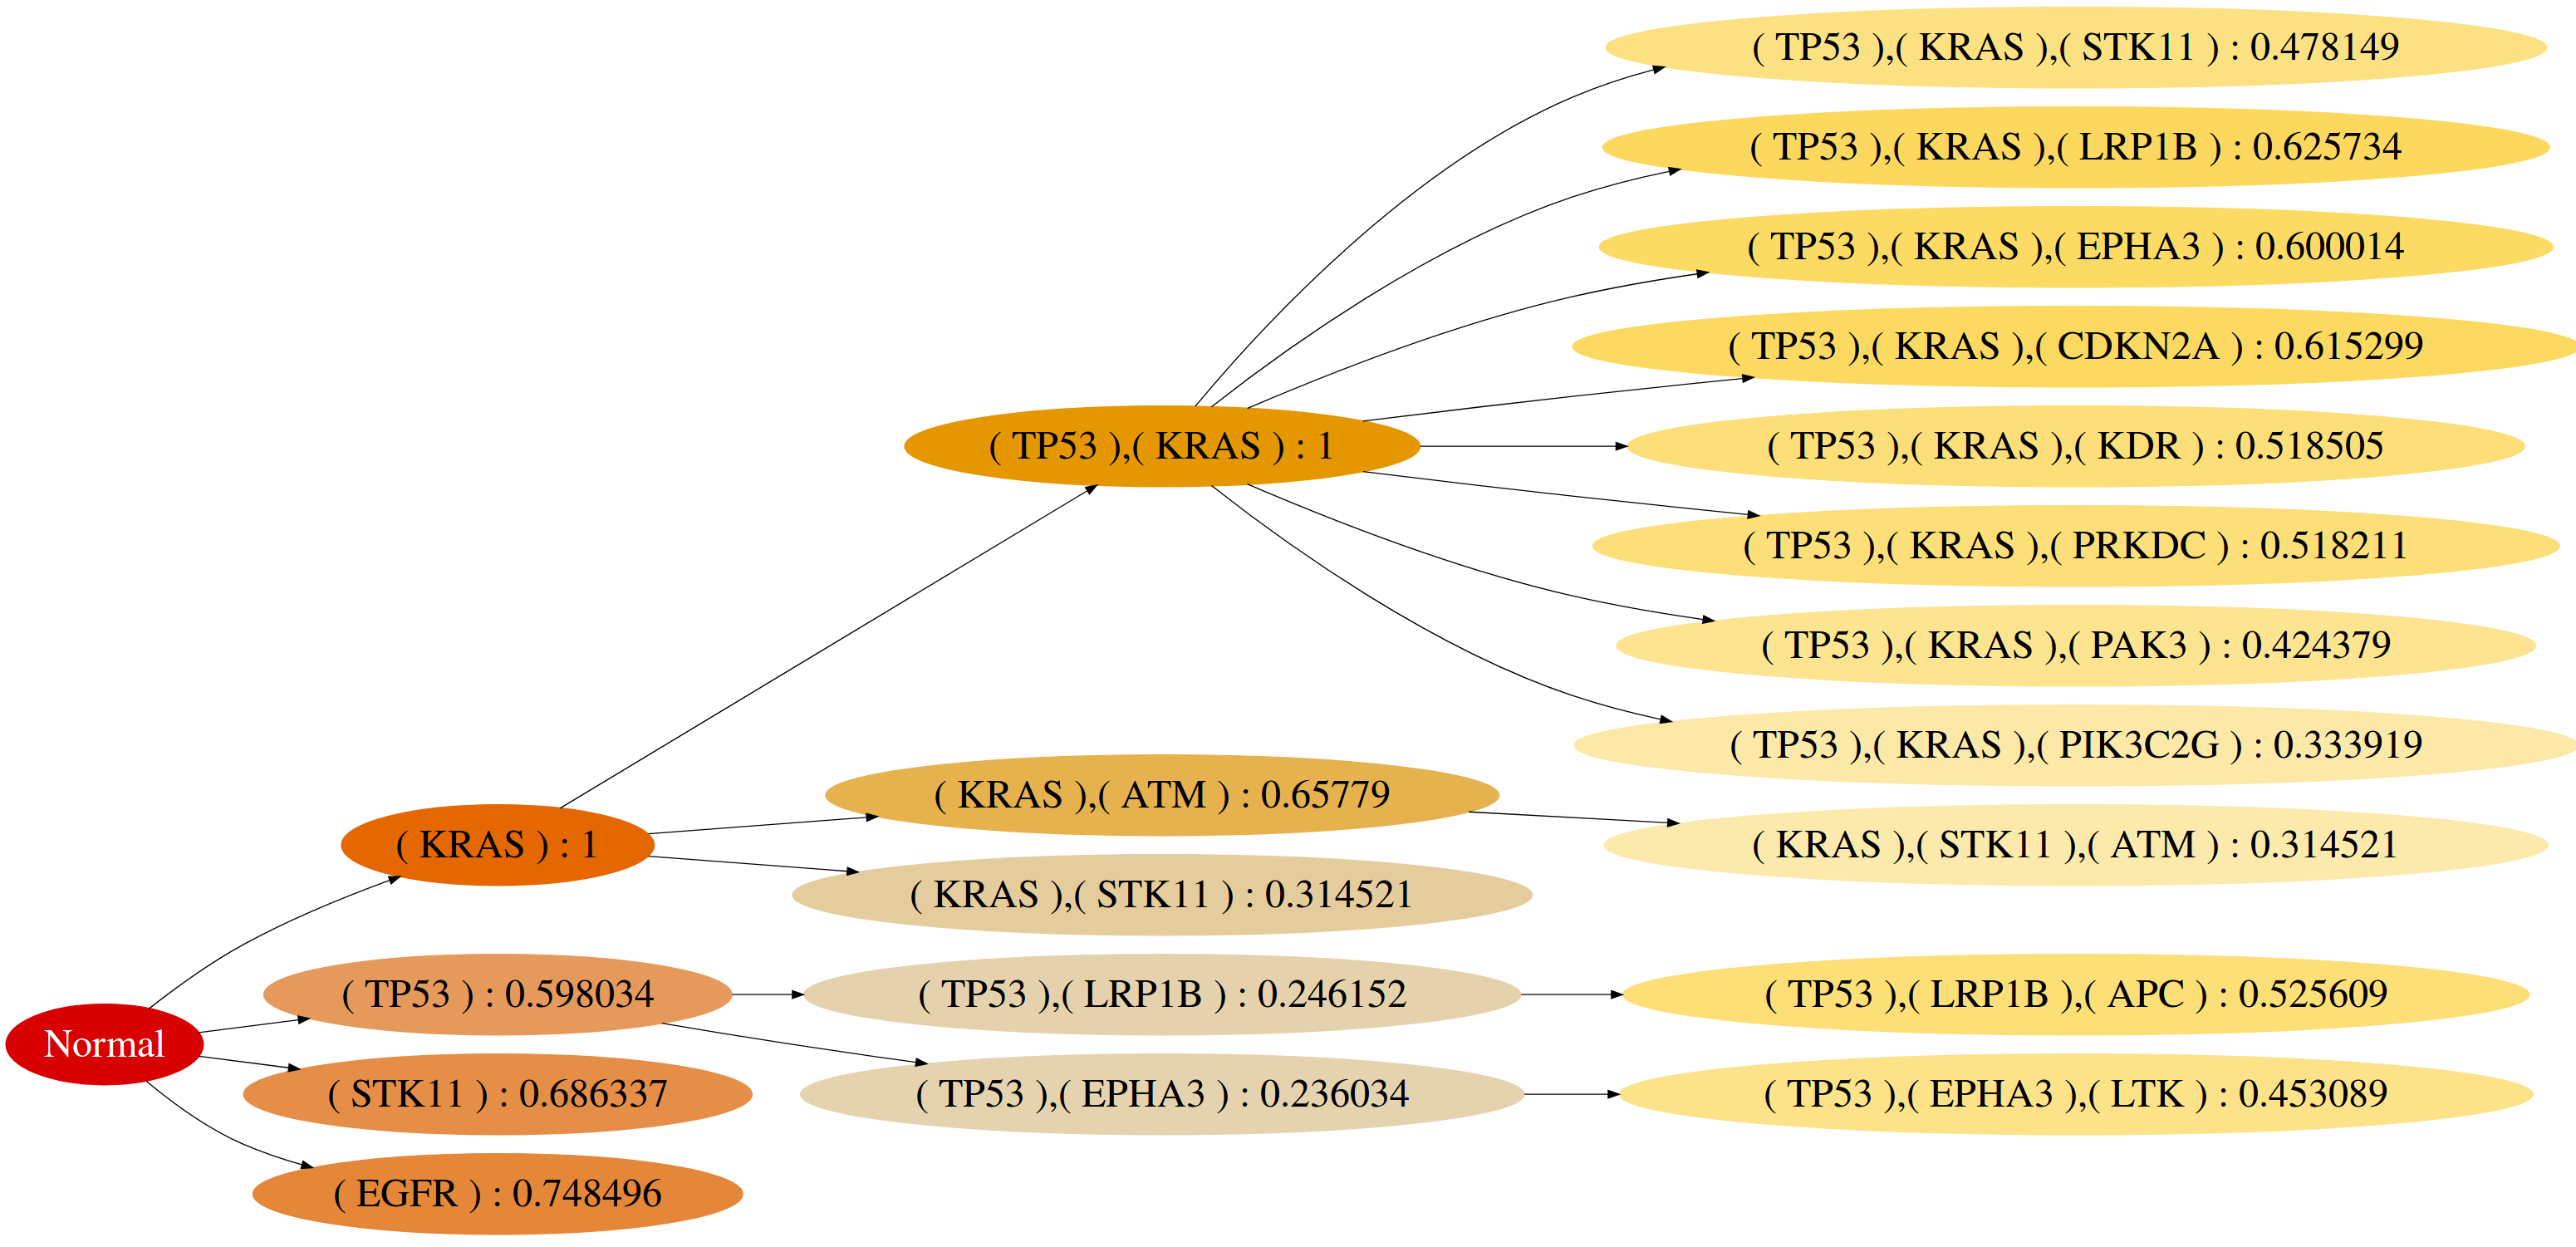 ( TP53 ),( KRAS ),( STK11 ) : 0.478149
( TP53 ),( KRAS ),( LRP1B ) : 0.625734
( TP53 ),( KRAS ),( EPHA3 ) : 0.600014
( TP53 ),( KRAS ),( CDKN2A ) : 0.615299
( TP53 ),( KRAS ) : 1
( TP53 ),( KRAS ),( KDR ) : 0.518505
( TP53 ),( KRAS ),( PRKDC ) : 0.518211
( TP53 ),( KRAS ),( PAK3 ) : 0.424379
( TP53 ),( KRAS ),( PIK3C2G ) : 0.333919
( KRAS ),( ATM ) : 0.65779
( KRAS ) : 1
( KRAS ),( STK11 ),( ATM ) : 0.314521
( KRAS ),( STK11 ) : 0.314521
( TP53 ) : 0.598034
( TP53 ),( LRP1B ) : 0.246152
( TP53 ),( LRP1B ),( APC ) : 0.525609
Normal
( STK11 ) : 0.686337
( TP53 ),( EPHA3 ) : 0.236034
( TP53 ),( EPHA3 ),( LTK ) : 0.453089
( EGFR ) : 0.748496